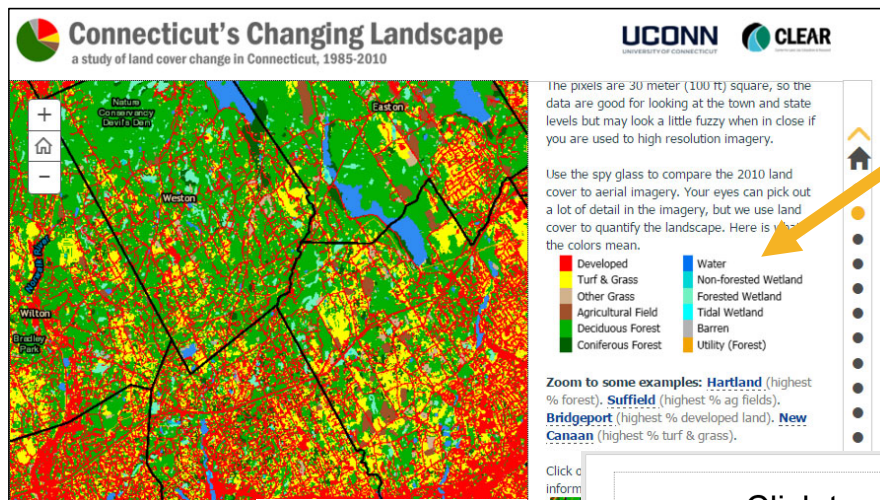 Connecticut's Changing Landscape
a study of land cover change in Connecticut, 1985-2010
UCONN
UNIVERSITY OF CONNECTICUT
CLEAR
+
−
Nature
Conservancy
Devil's Den
Easton
Weston
Norwalk River
Wilton
Bradley
Park
The pixels are 30 meter (100 ft) square, so the
data are good for looking at the town and state
levels but may look a little fuzzy when in close if
you are used to high resolution imagery.
Use the spy glass to compare the 2010 land
cover to aerial imagery. Your eyes can pick out
a lot of detail in the imagery, but we use land
cover to quantify the landscape. Here is what
the colors mean.
Developed
Turf & Grass
Other Grass
Agricultural Field
Deciduous Forest
Coniferous Forest
Water
Non-forested Wetland
Forested Wetland
Tidal Wetland
Barren
Utility (Forest)
Zoom to some examples: Hartland (highest
% forest). Suffield (highest % ag fields).
Bridgeport (highest % developed land). New
Canaan (highest % turf & grass).
Click